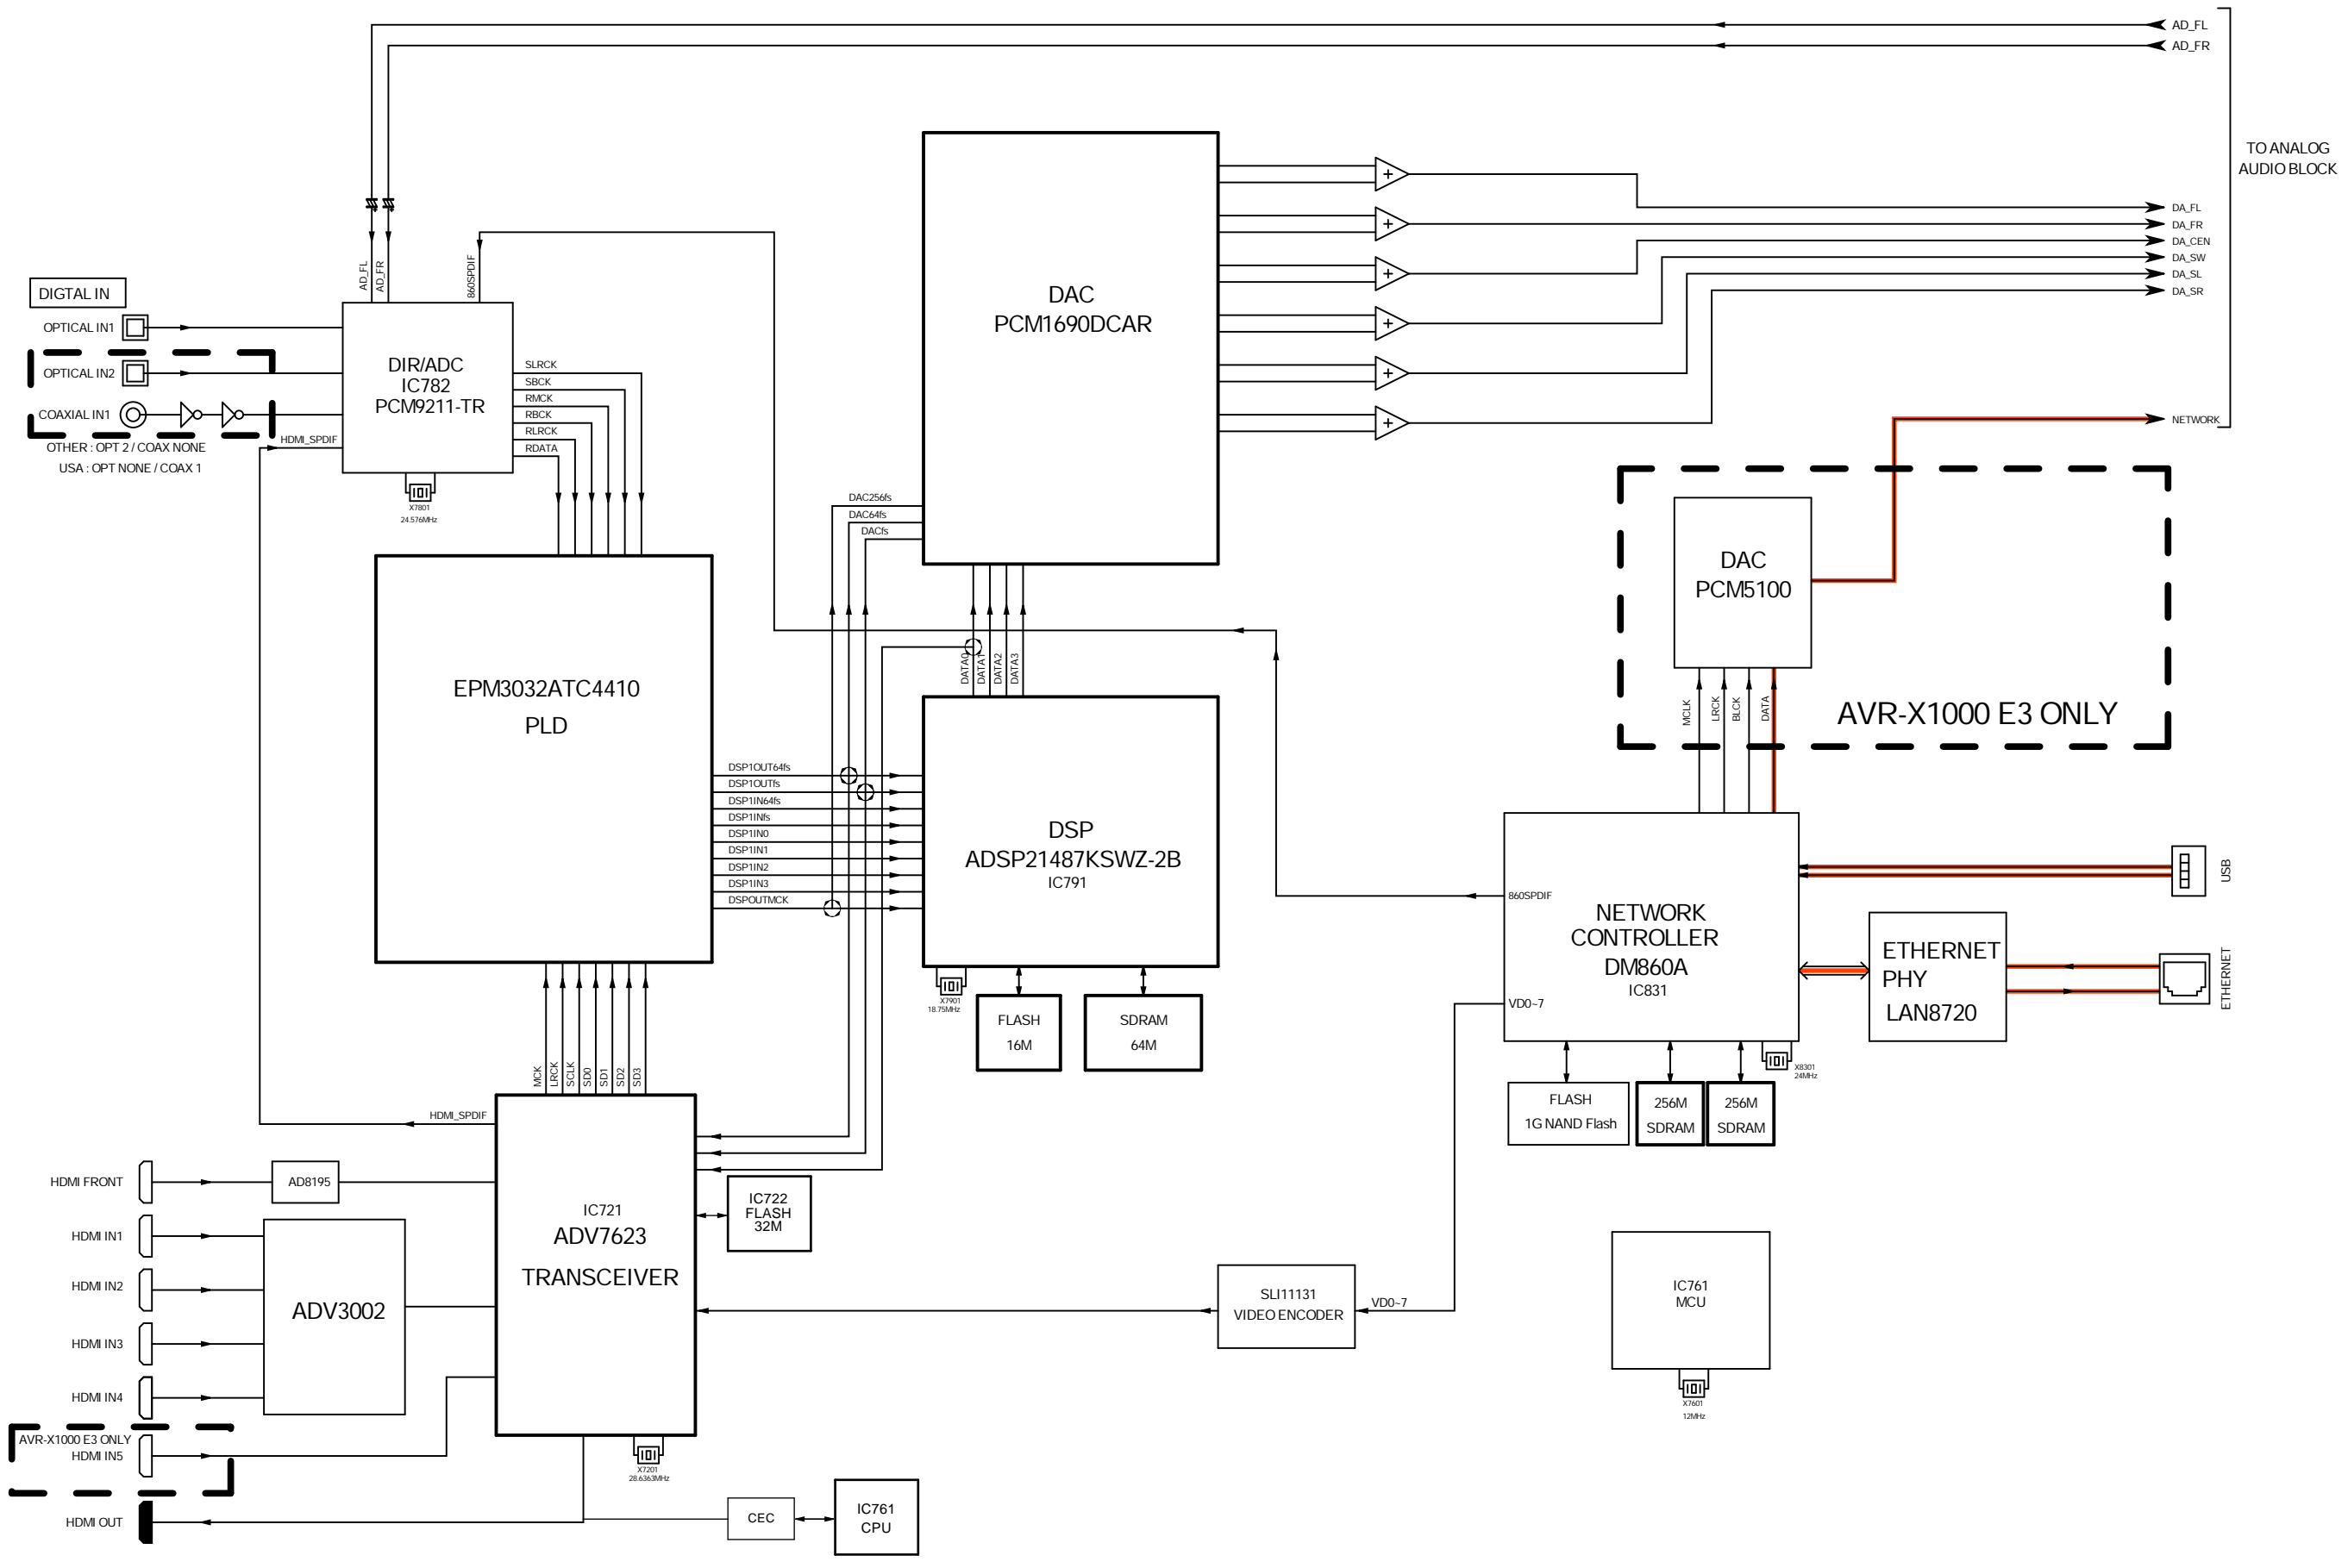 AD_FL
AD_FR
TO ANALOG
AUDIO BLOCK
DA_FL
DA_FR
DA_CEN
DA_SW
DA_SL
DA_SR
NETWORK
DIGTAL IN
OPTICAL IN1
OPTICAL IN2
COAXIAL IN1
OTHER : OPT 2 / COAX NONE
USA : OPT NONE / COAX 1
HDMI_SPDIF
AD_FL
AD_FR
860SPDIF
DIR/ADC
IC782
PCM9211-TR
SLRCK
SBCK
RMCK
RBCK
RLRCK
RDATA
X7801
24.576MHz
DAC
PCM1690DCAR
DAC256fs
DAC64fs
DACfs
DATA0
DATA1
DATA2
DATA3
EPM3032ATC4410
PLD
DSP1OUT64fs
DSP1OUTfs
DSP1IN64fs
DSP1INfs
DSP1IN0
DSP1IN1
DSP1IN2
DSP1IN3
DSPOUTMCK
DSP
ADSP21487KSWZ-2B
IC791
X7901
18.75MHz
FLASH
16M
SDRAM
64M
DAC
PCM5100
MCLK
LRCK
BLCK
DATA
AVR-X1000 E3 ONLY
860SPDIF
NETWORK
CONTROLLER
DM860A
IC831
VD0~7
USB
ETHERNET
PHY
LAN8720
ETHERNET
X8301
24MHz
FLASH
1G NAND Flash
256M
SDRAM
256M
SDRAM
MCK
LRCK
SCLK
SD0
SD1
SD2
SD3
HDMI_SPDIF
HDMI FRONT
AD8195
HDMI IN1
HDMI IN2
HDMI IN3
HDMI IN4
ADV3002
AVR-X1000 E3 ONLY
HDMI IN5
HDMI OUT
IC721
ADV7623
TRANSCEIVER
IC722
FLASH
32M
X7201
28.6363MHz
CEC
IC761
CPU
SLI11131
VIDEO ENCODER
VD0~7
IC761
MCU
X7601
12MHz